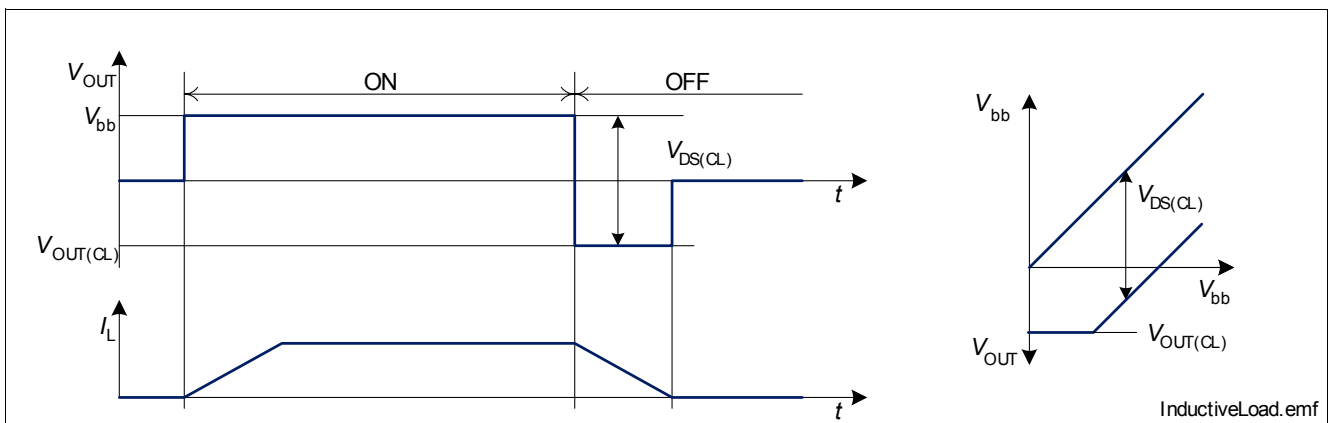 VOUT
Vbb
ON
OFF
VDS(CL)
t
VOUT(CL)
IL
t
Vbb
VDS(CL)
Vbb
VOUT(CL)
VOUT
InductiveLoad.emf